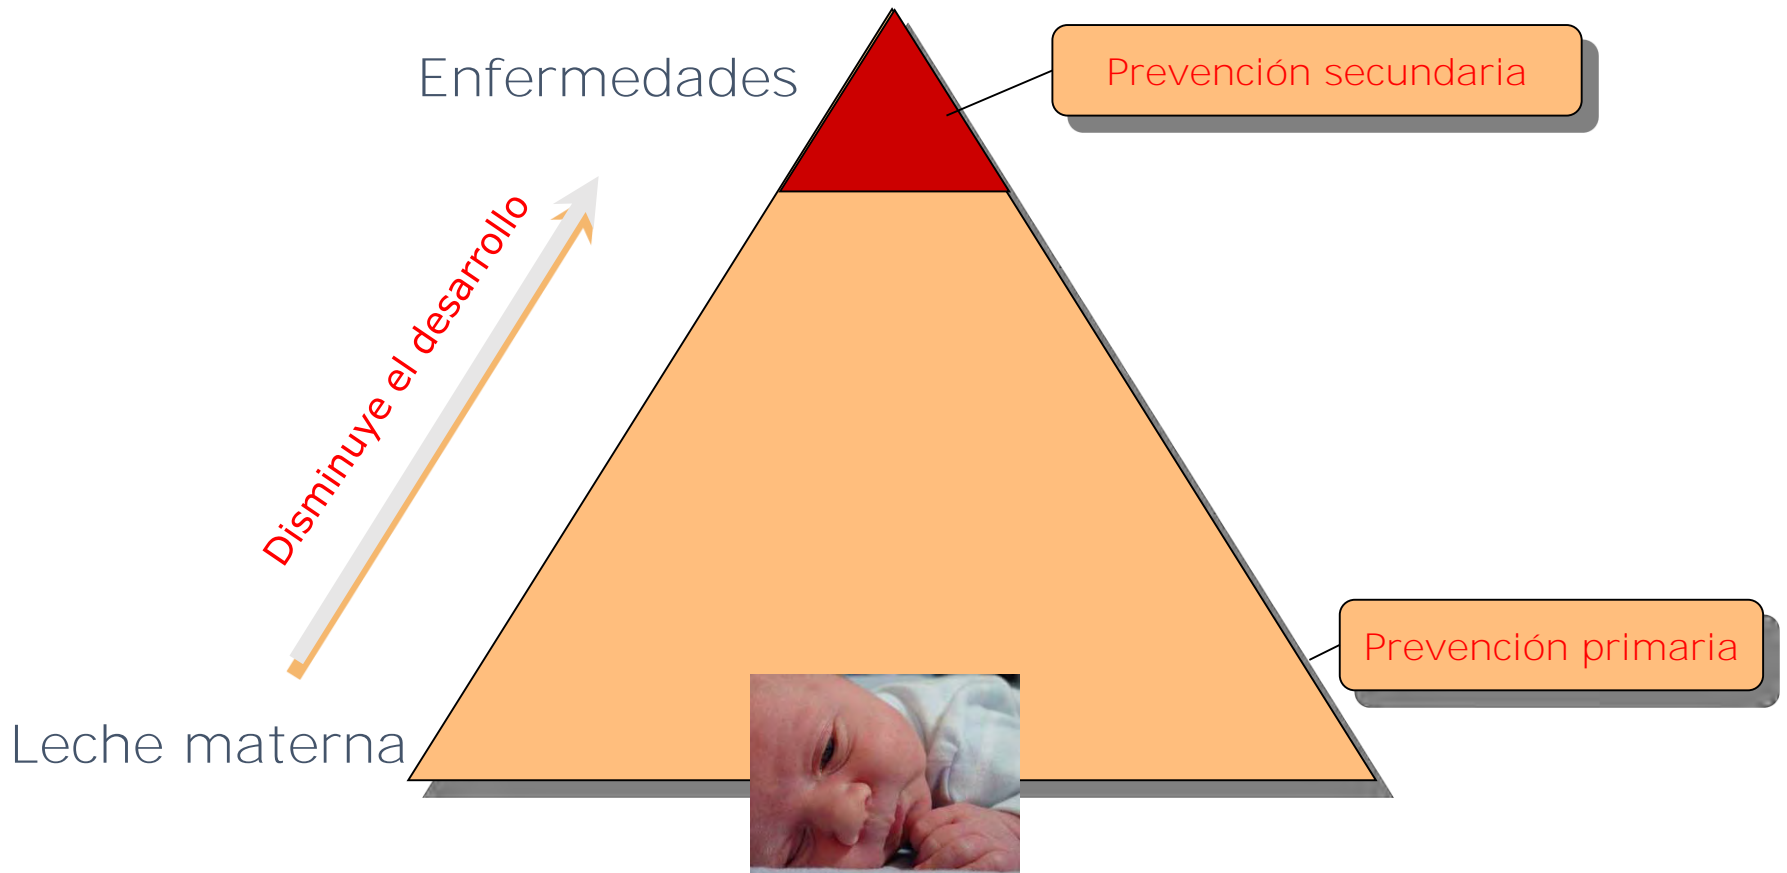 Enfermedades
Prevención secundaria
Disminuye el desarrollo
Prevención primaria
Leche materna